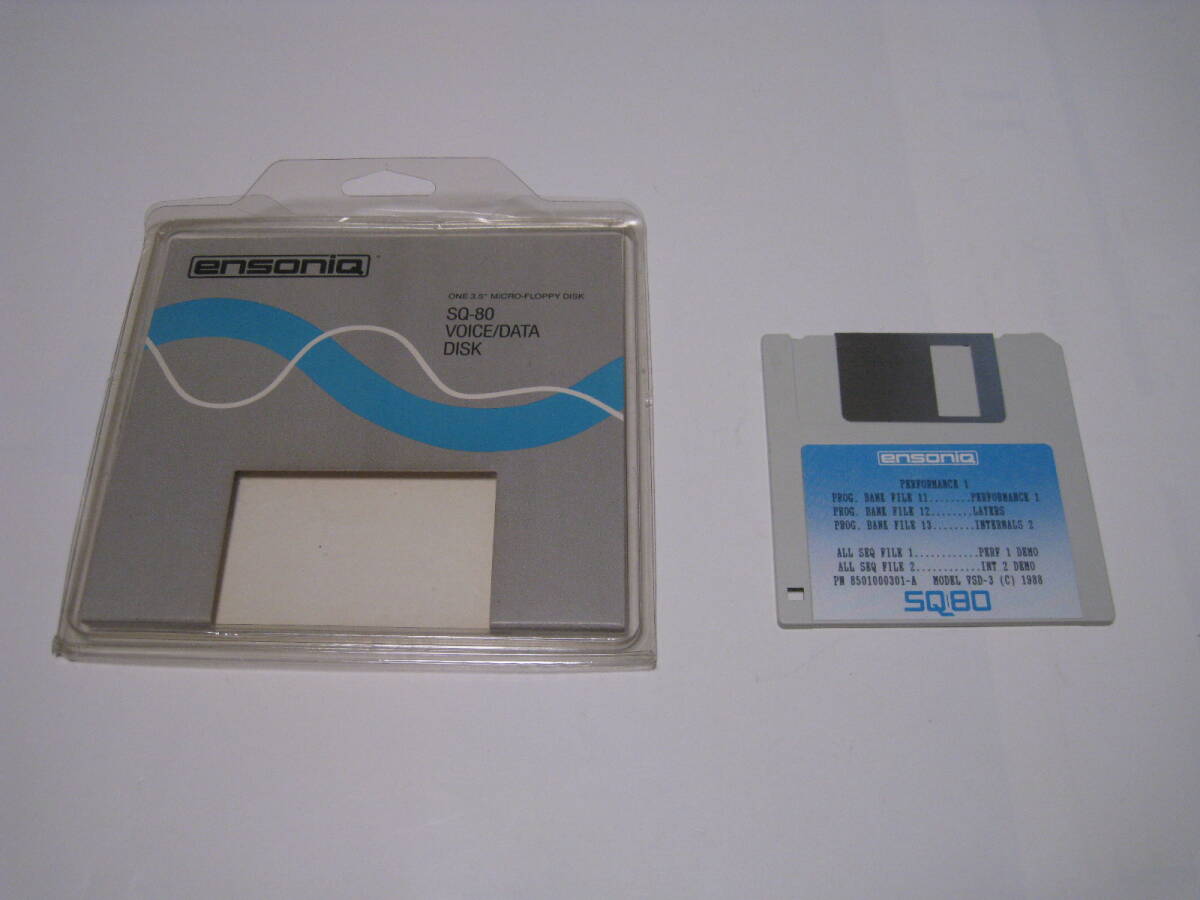 ensoniq
ONE 3.5" MICRO-FLOPPY DISK
SQ-80
VOICE/DATA
DISK
ensoniq
PERFORMANCE 1
PROG. BANK FILE 11........PERFORMANCE 1
PROG. BANK FILE 12........LAYERS
PROG. BANK FILE 13........INTERNALS 2
ALL SEQ FILE 1............PERF 1 DEMO
ALL SEQ FILE 2............INT 2 DEMO
PN 8501000301-A MODEL VSD-3 (C) 1988
SQ80